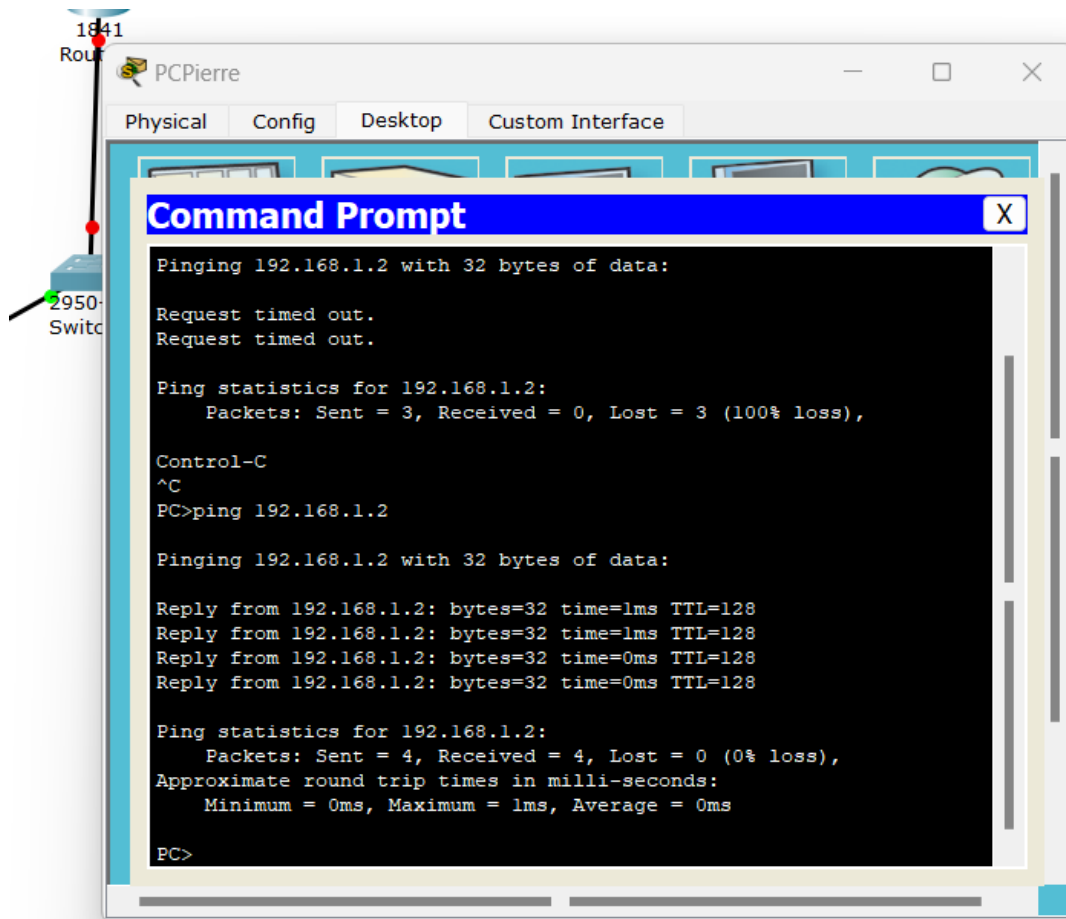 1841
Rout
PCPierre
Physical Config Desktop Custom Interface
Command Prompt
X
Pinging 192.168.1.2 with 32 bytes of data:
Request timed out.
Request timed out.
Ping statistics for 192.168.1.2:
Packets: Sent = 3, Received = 0, Lost = 3 (100% loss),
Control-C
^C
PC>ping 192.168.1.2
Pinging 192.168.1.2 with 32 bytes of data:
Reply from 192.168.1.2: bytes=32 time=1ms TTL=128
Reply from 192.168.1.2: bytes=32 time=1ms TTL=128
Reply from 192.168.1.2: bytes=32 time=0ms TTL=128
Reply from 192.168.1.2: bytes=32 time=0ms TTL=128
Ping statistics for 192.168.1.2:
Packets: Sent = 4, Received = 4, Lost = 0 (0% loss),
Approximate round trip times in milli-seconds:
Minimum = 0ms, Maximum = 1ms, Average = 0ms
PC>
2950-
Switc